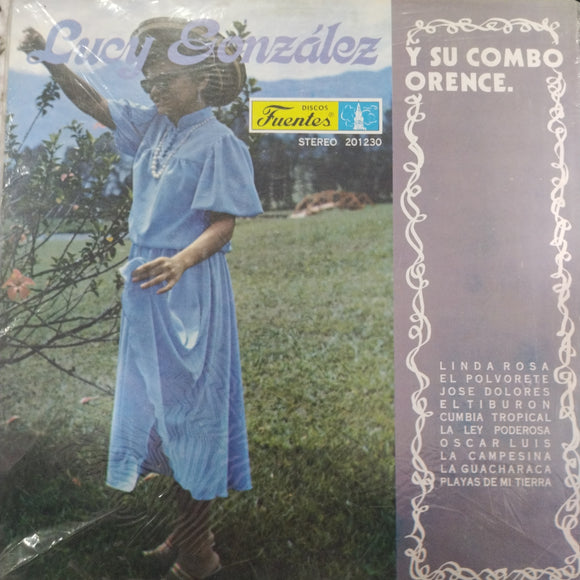 Lucy González
Y SU COMBO
ORENCE.
DISCOS
Fuentes®
STEREO 201230
LINDA ROSA
EL POLVORETE
JOSE DOLORES
EL TIBURON
CUMBIA TROPICAL
LA LEY PODEROSA
OSCAR LUIS
LA CAMPESINA
LA GUACHARACA
PLAYAS DE MI TIERRA